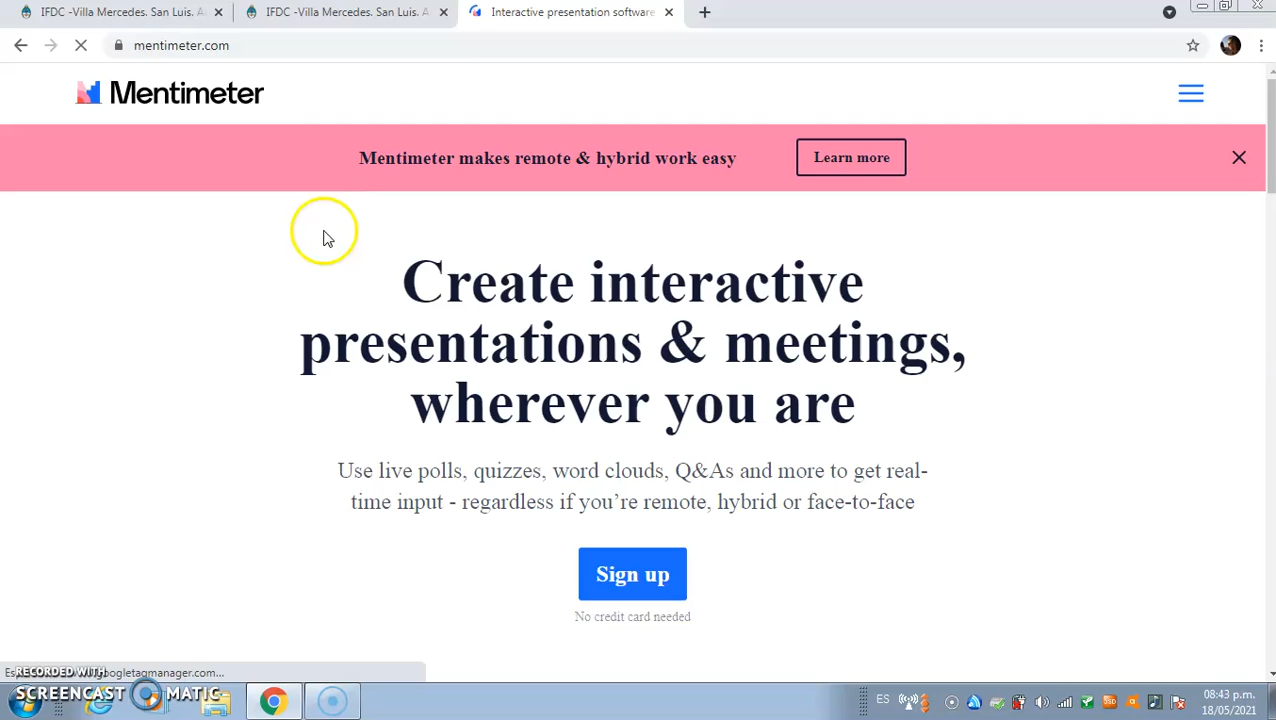 IFDC -Villa Mercedes. San Luis. A
IFDC -Villa Mercedes. San Luis. A
Interactive presentation software
mentimeter.com
Mentimeter
Mentimeter makes remote & hybrid work easy
Learn more
Create interactive
presentations & meetings,
wherever you are
Use live polls, quizzes, word clouds, Q&As and more to get real-
time input - regardless if you’re remote, hybrid or face-to-face
Sign up
No credit card needed
RECORDED WITH
SCREENCAST MATIC
ES
08:43 p.m.
18/05/2021